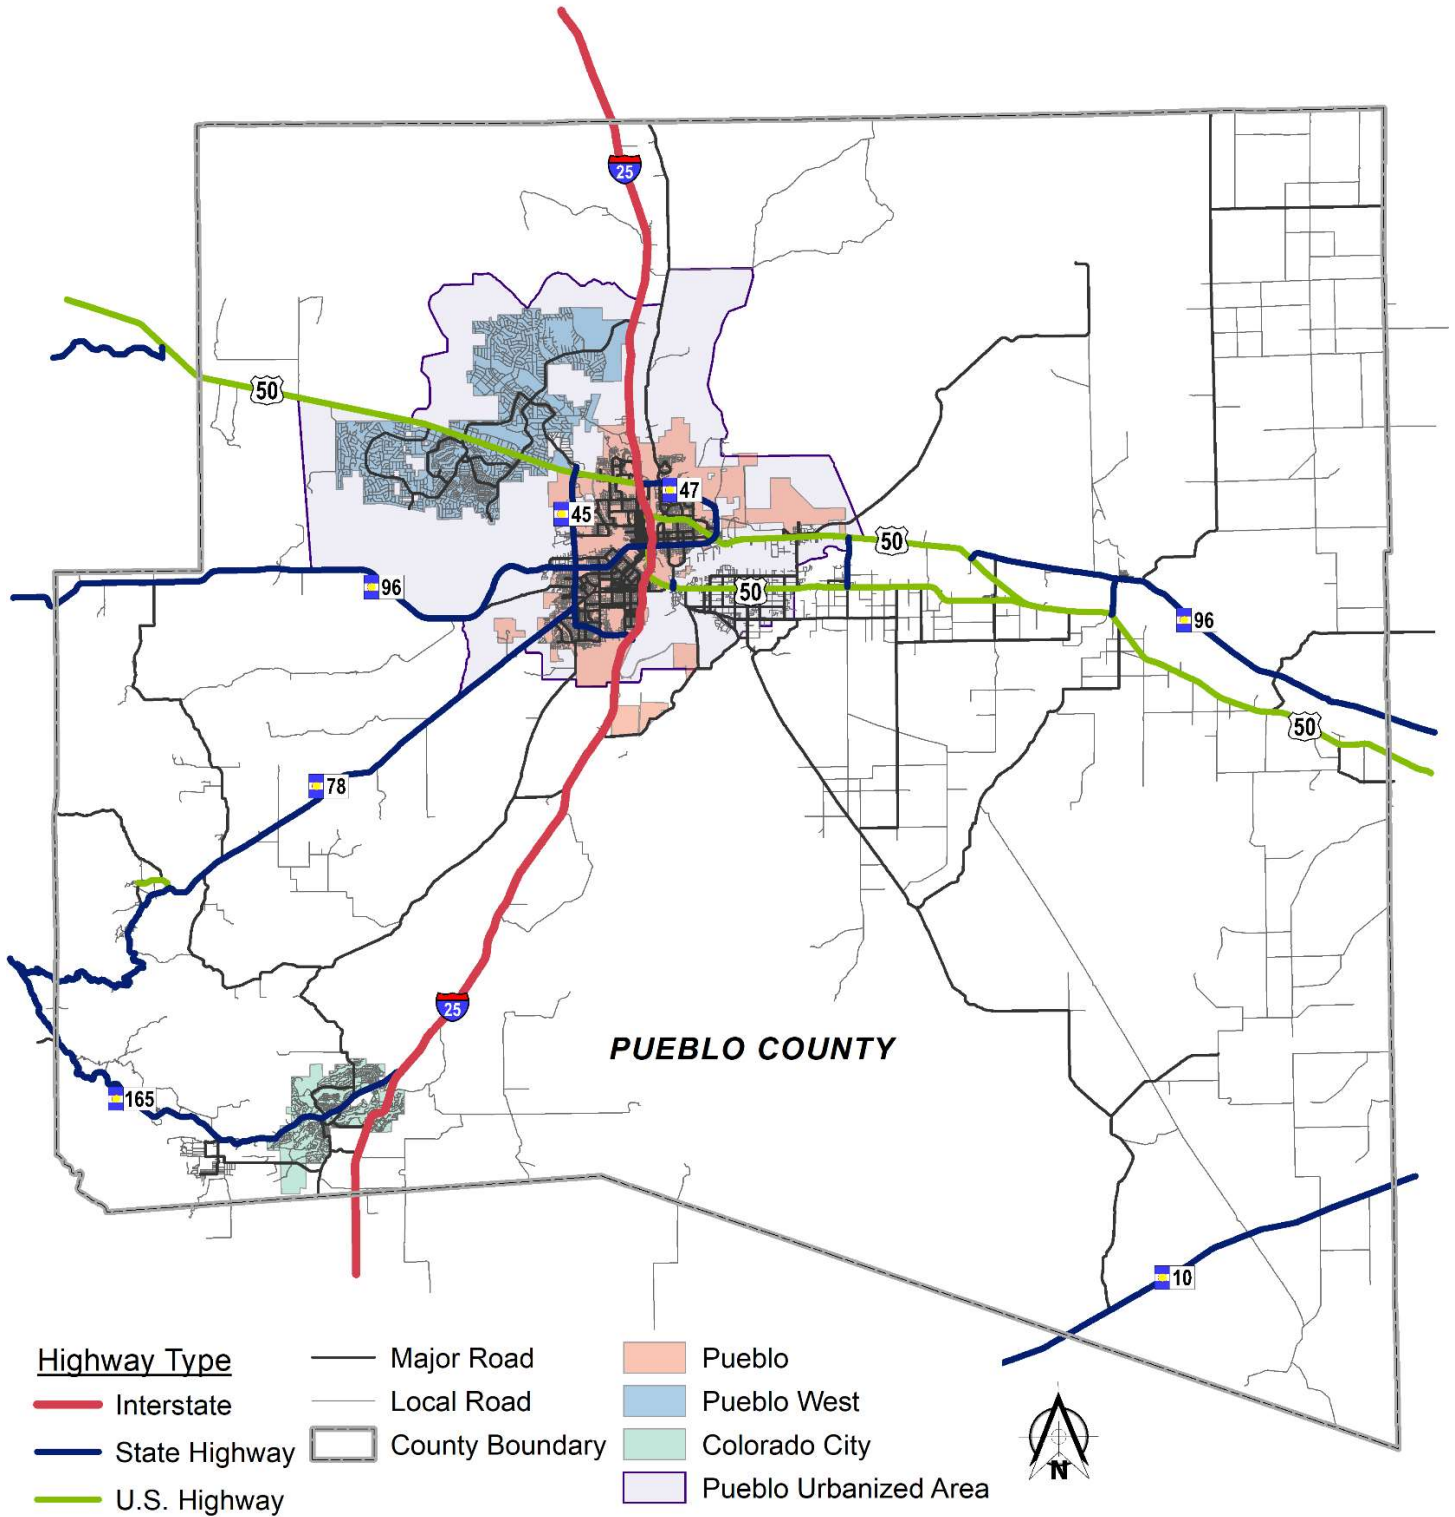 25
50
47
45
50
96
50
96
50
78
25
PUEBLO COUNTY
165
10
Highway Type
Interstate
State Highway
U.S. Highway
Major Road
Local Road
County Boundary
Pueblo
Pueblo West
Colorado City
Pueblo Urbanized Area
N